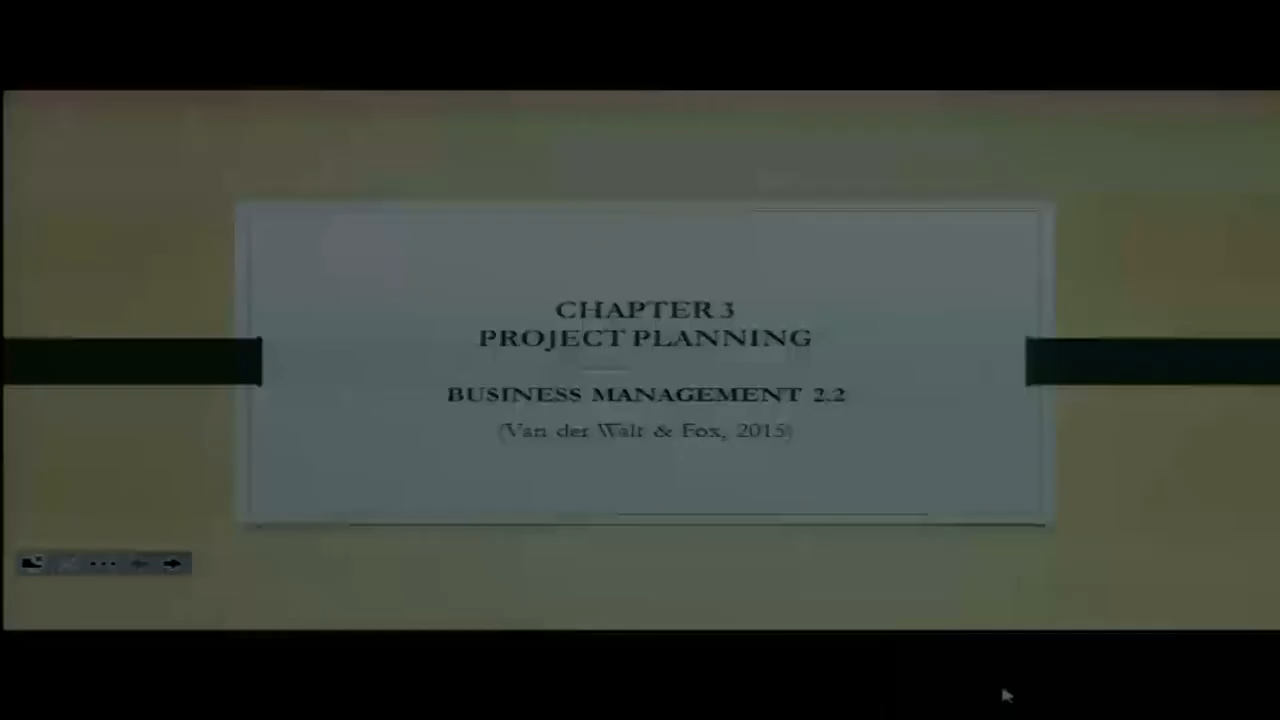 CHAPTER 3
PROJECT PLANNING
BUSINESS MANAGEMENT 2.2
(Van der Walt & Fox, 2015)